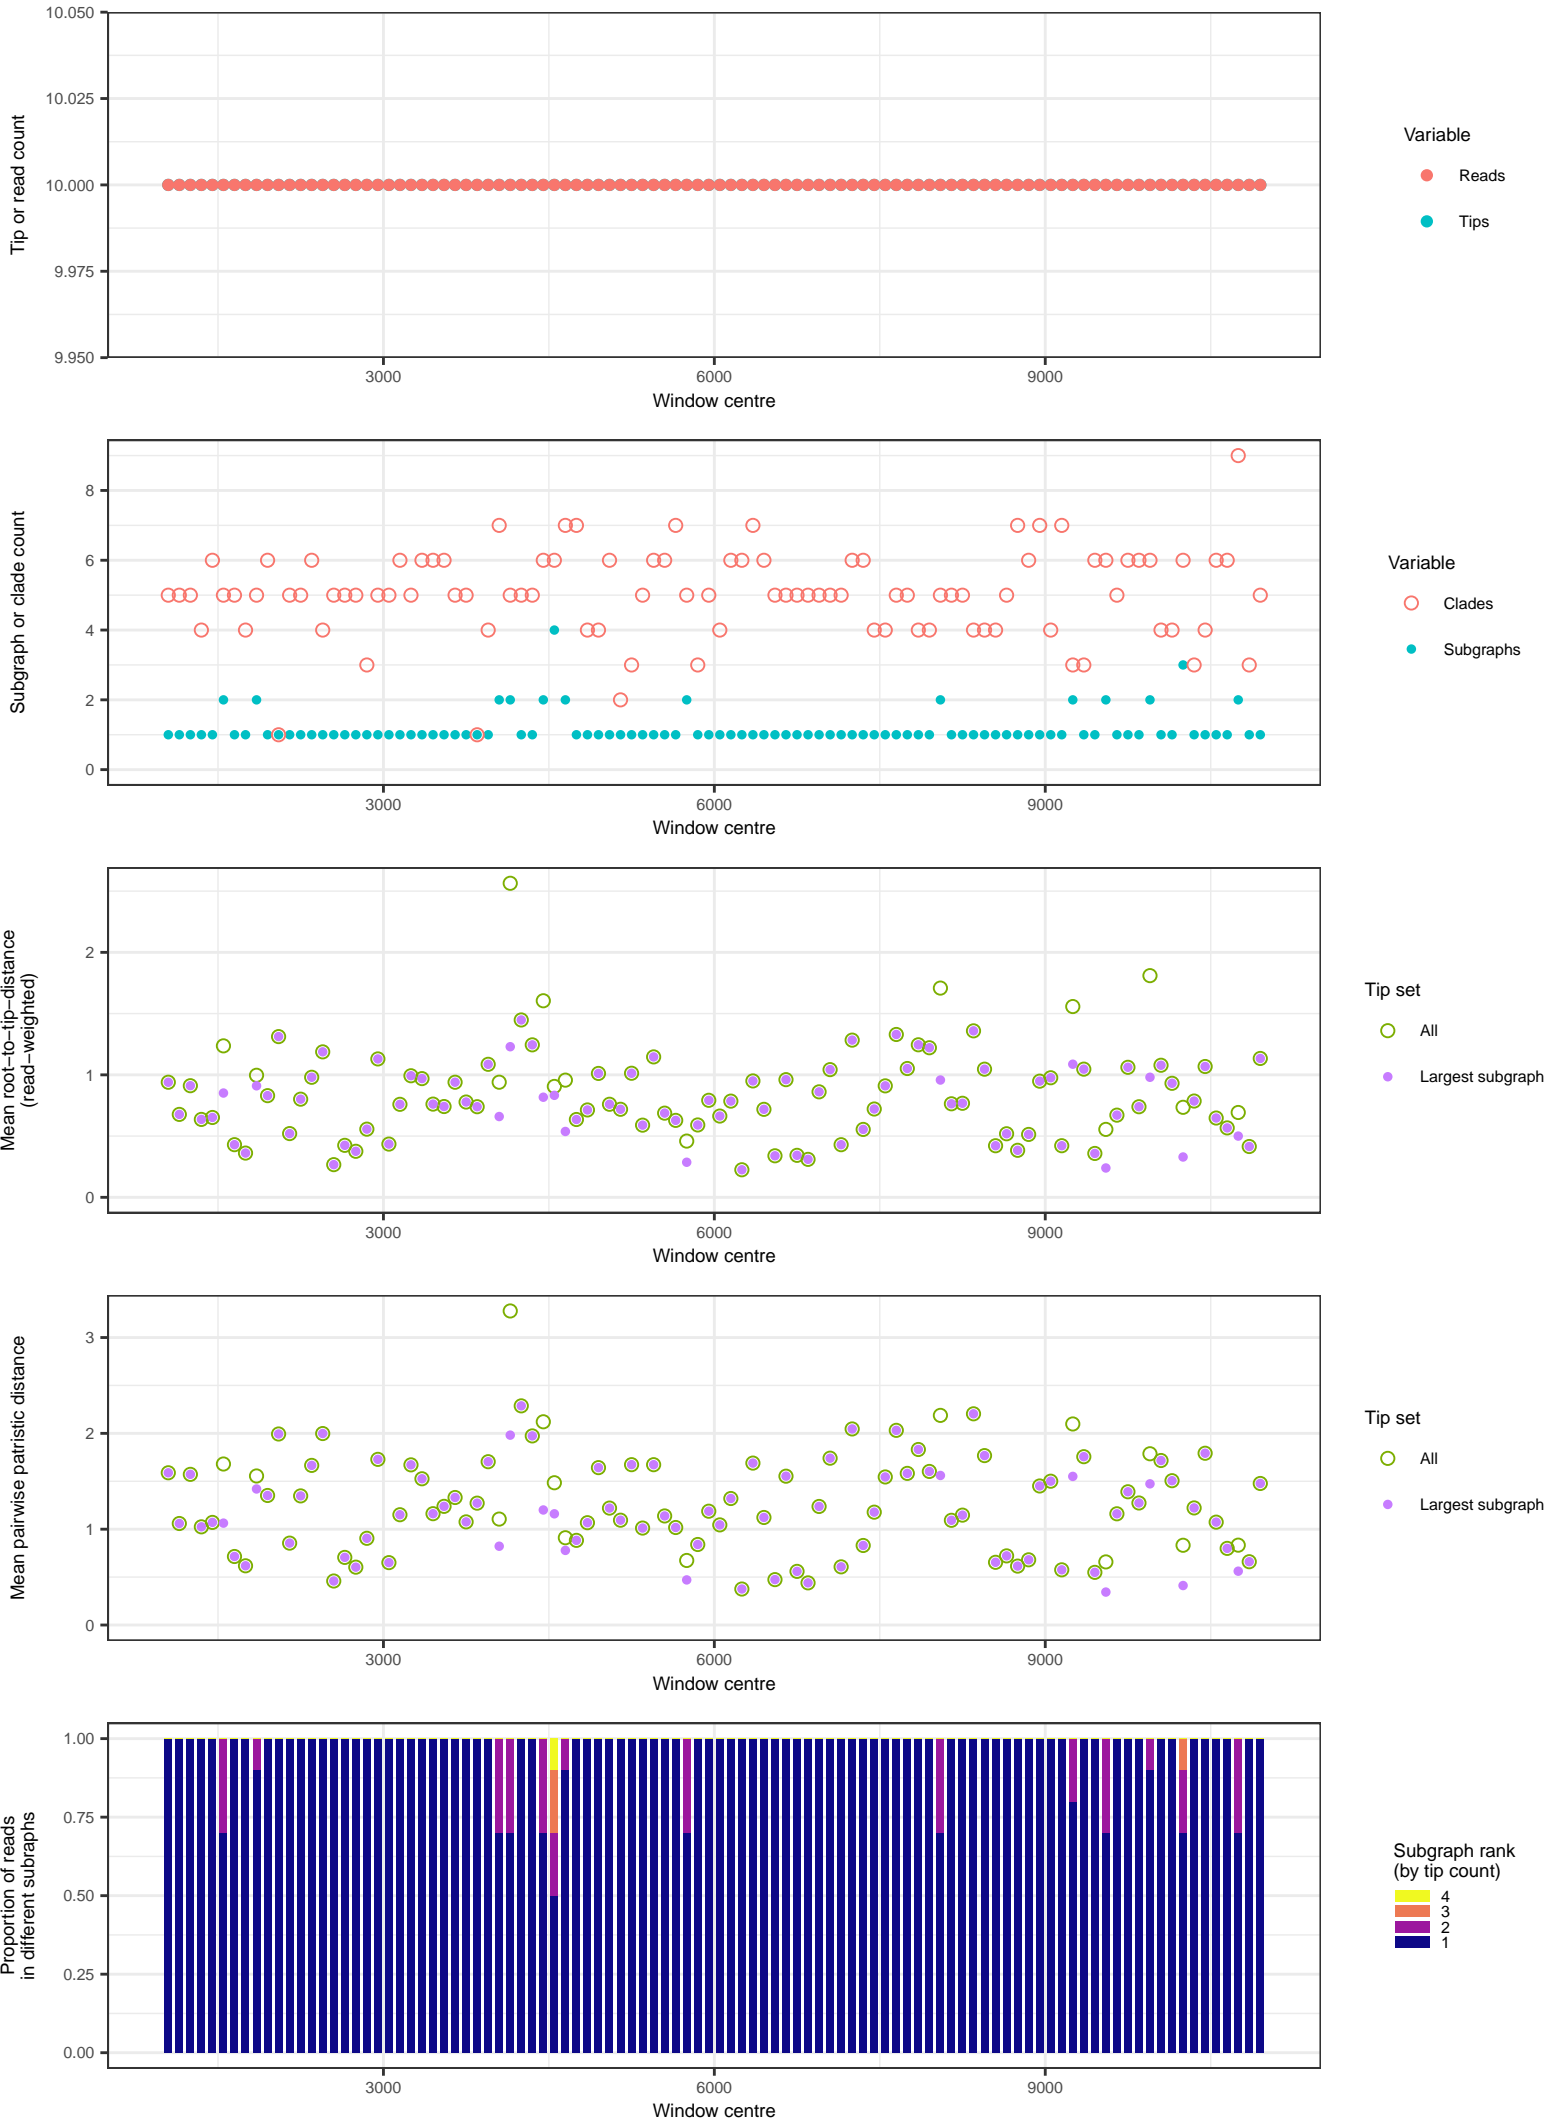 10.050
10.025
10.000
9.975
9.950
Tip or read count
3000
6000
9000
Window centre
Variable
Reads
Tips
8
6
4
2
0
Subgraph or clade count
3000
6000
9000
Window centre
Variable
Clades
Subgraphs
2
1
0
Mean root−to−tip−distance
(read−weighted)
3000
6000
9000
Window centre
Tip set
All
Largest subgraph
3
2
1
0
Mean pairwise patristic distance
3000
6000
9000
Window centre
Tip set
All
Largest subgraph
1.00
0.75
0.50
0.25
0.00
Proportion of reads
in different subraphs
3000
6000
9000
Window centre
Subgraph rank
(by tip count)
4
3
2
1